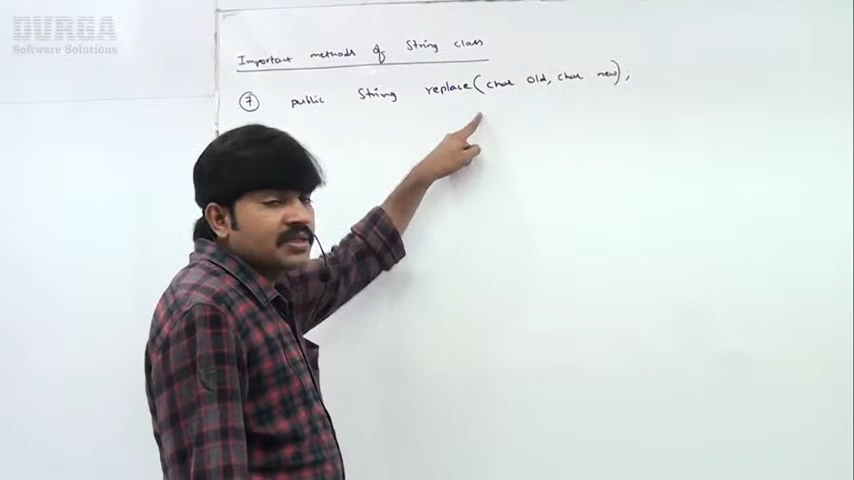 DURGA
Software Solutions
Important methods of String class
7 public String replace(char old, char new);